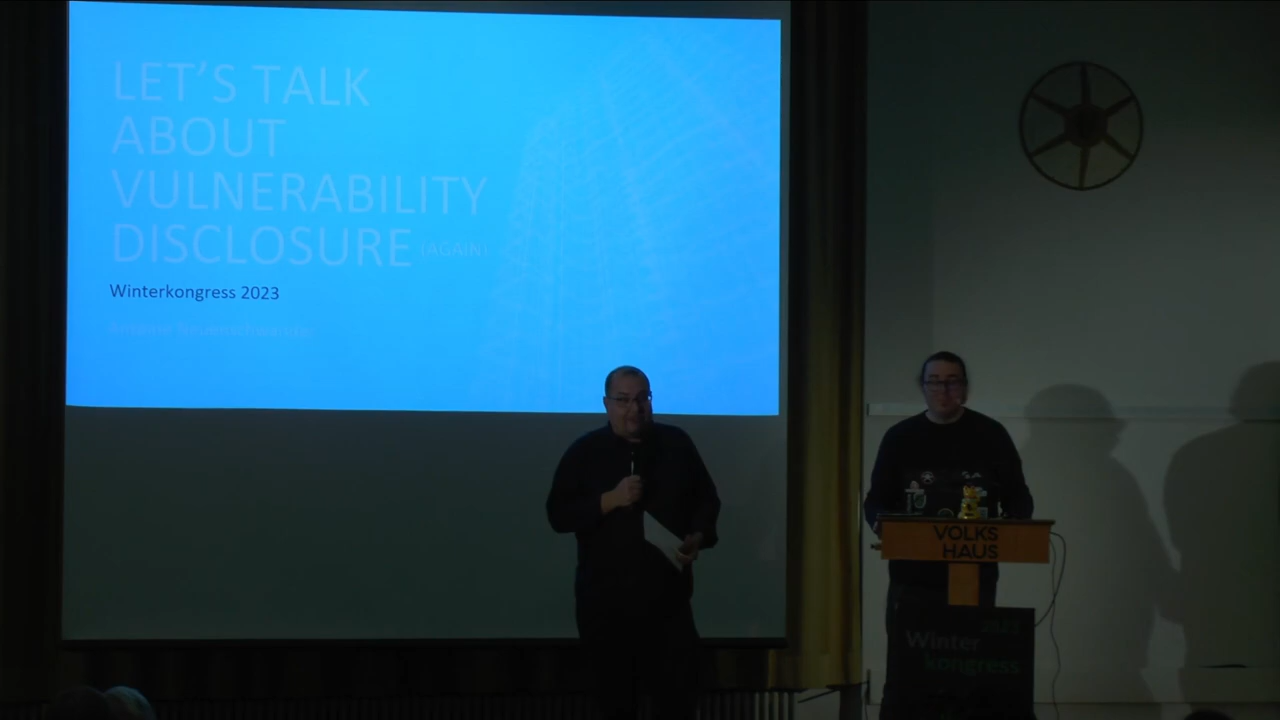 LET'S TALK
ABOUT
VULNERABILITY
DISCLOSURE (AGAIN)
Winterkongress 2023
VOLKS
HAUS
2023
Winter
kongress